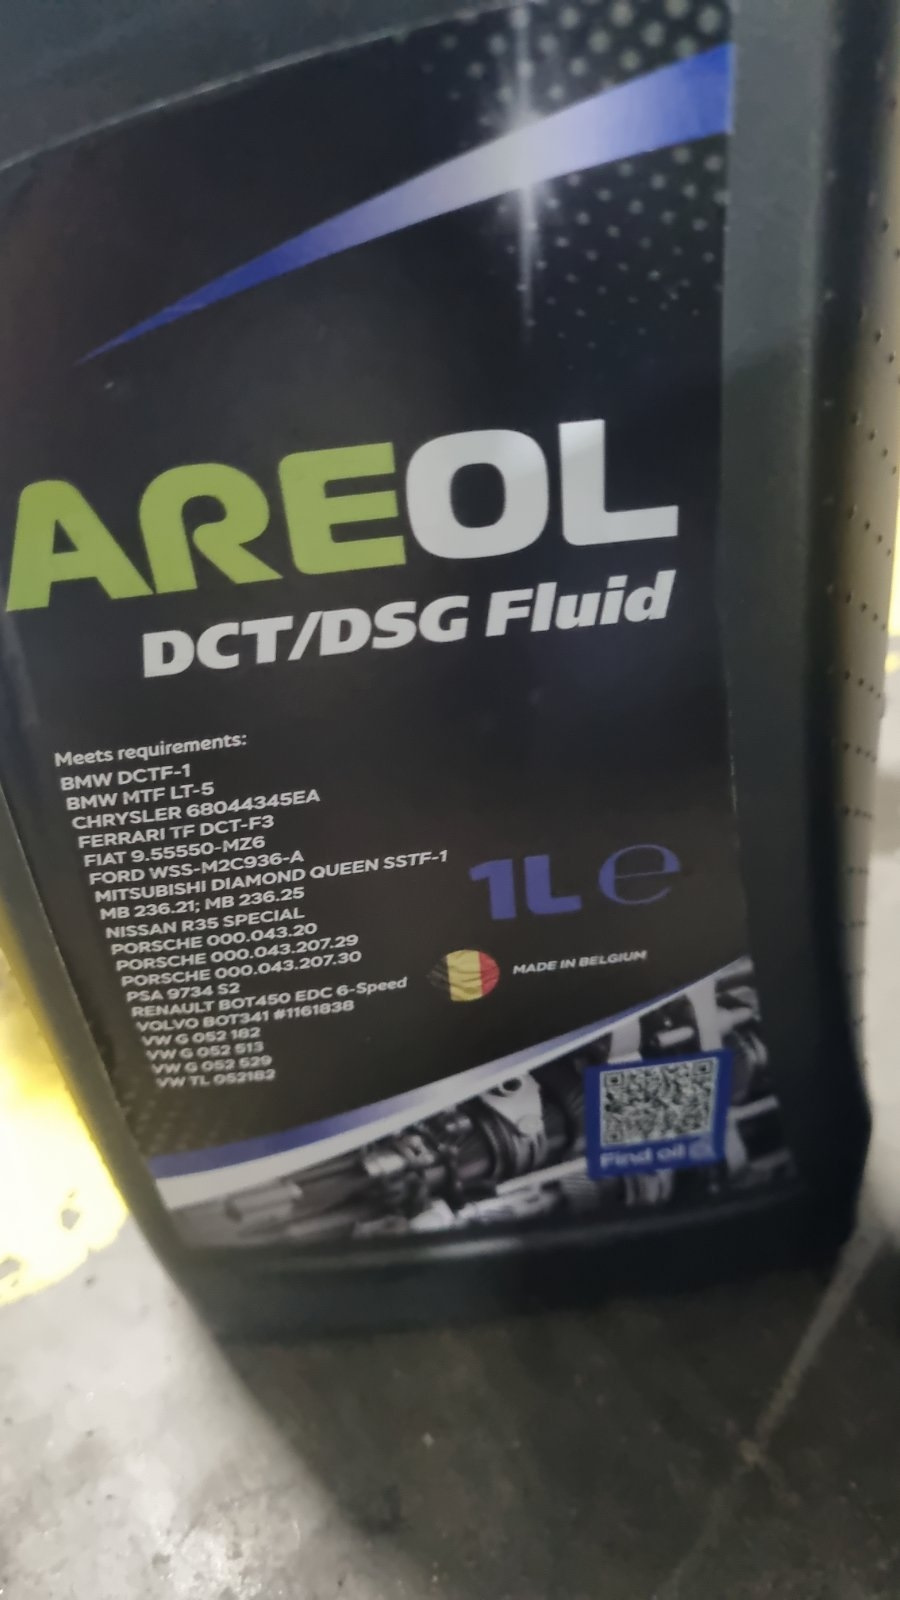 AREOL
DCT/DSG Fluid
Meets requirements:
BMW DCTF-1
BMW MTF LT-5
CHRYSLER 68044345EA
FERRARI TF DCT-F3
FIAT 9.55550-MZ6
FORD WSS-M2C936-A
MITSUBISHI DIAMOND QUEEN SSTF-1
MB 236.21; MB 236.25
NISSAN R35 SPECIAL
PORSCHE 000.043.20
PORSCHE 000.043.207.29
PORSCHE 000.043.207.30
PSA 9734 S2
RENAULT BOT450 EDC 6-Speed
VOLVO BOT341 #1161838
VW G 052 182
VW G 052 513
VW G 052 529
VW TL 052182
1L e
MADE IN BELGIUM
Find oil